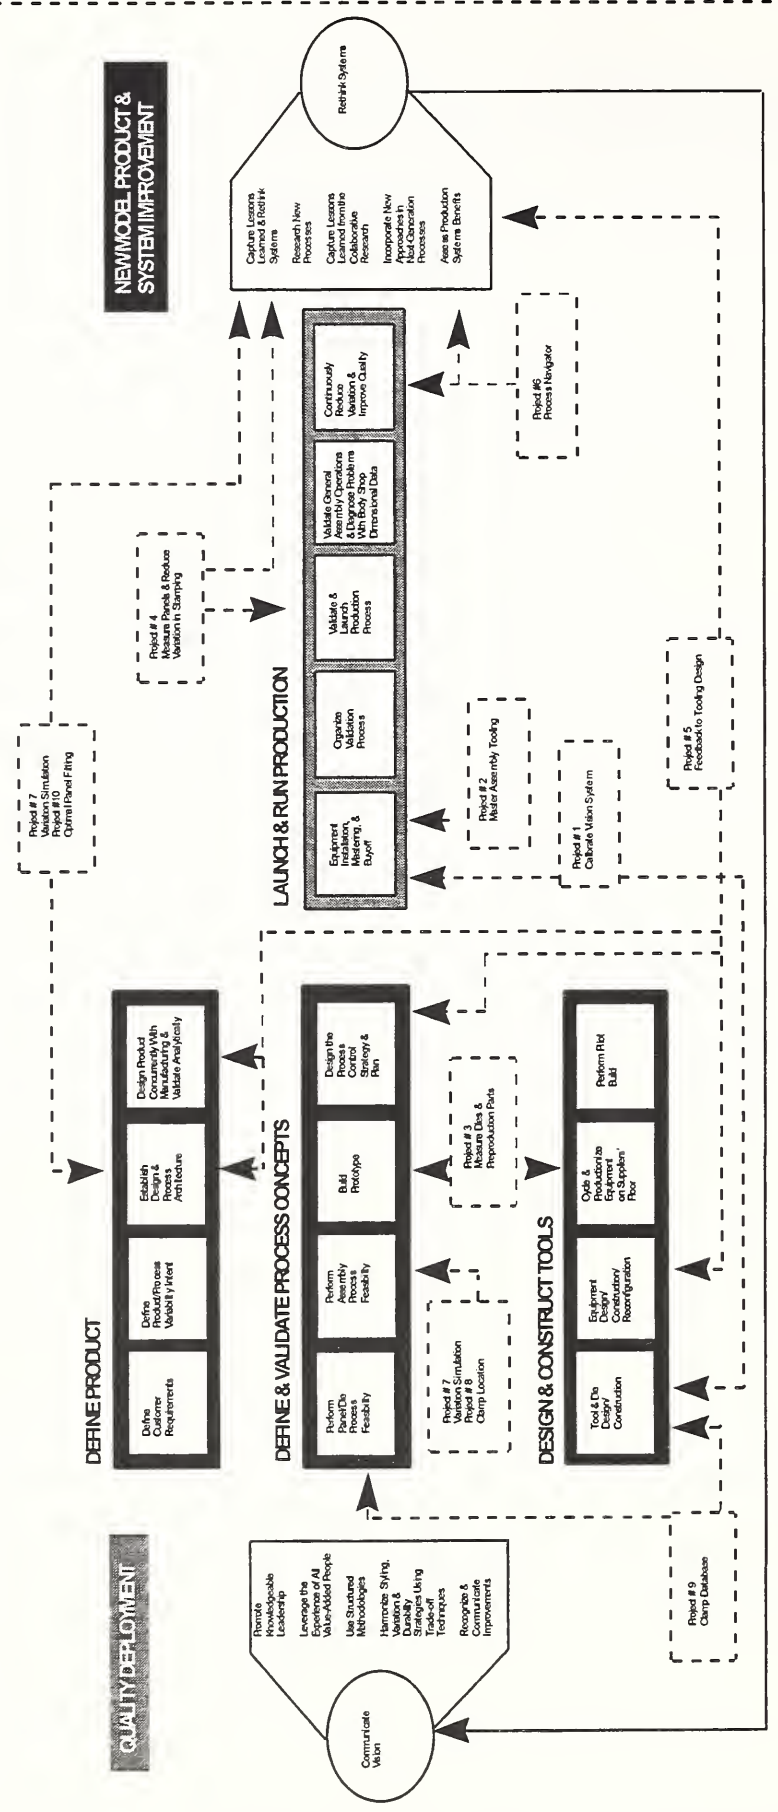 QUALITY DEPLOYMENT
NEW MODEL PRODUCT &
SYSTEM IMPROVEMENT
Communicate
Vision
Promote
Knowledgeable
Leadership
Leverage the
Experience of All
Value-Added People
Use Structured
Methodologies
Harmonize Styling,
Variation &
Durability
Strategies Using
Trade-off
Techniques
Recognize &
Communicate
Improvements
DEFINE PRODUCT
Define
Customer
Requirements
Define
Product/Process
Variability Intent
Establish
Design &
Process
Architecture
Design Product
Concurrently With
Manufacturing &
Validate Analytically
DEFINE & VALIDATE PROCESS CONCEPTS
Perform
Panel/Die
Process
Feasibility
Perform
Assembly
Process
Feasibility
Build
Prototype
Design the
Process
Control
Strategy &
Plan
DESIGN & CONSTRUCT TOOLS
Tool & Die
Design/
Construction
Equipment
Design/
Construction/
Reconfiguration
Cycle &
Productionize
Equipment
on Suppliers'
Floor
Perform Pilot
Build
LAUNCH & RUN PRODUCTION
Equipment
Installation,
Mastering, &
Buyoff
Organize
Validation
Process
Validate &
Launch
Production
Process
Validate General
Assembly Operations
& Diagnose Problems
With Body Shop
Dimensional Data
Continuously
Reduce
Variation &
Improve Quality
Capture Lessons
Learned & Rethink
Systems
Research New
Processes
Capture Lessons
Learned from the
Collaborative
Research
Incorporate New
Approaches in
Next-Generation
Processes
Assess Production
Systems Benefits
Rethink Systems
Project # 7
Variation Simulation
Project #10
Optimal Panel Fitting
Project # 4
Measure Panels & Reduce
Variation in Stamping
Project #6
Process Navigator
Project # 2
Master Assembly Tooling
Project # 1
Calibrate Vision System
Project # 5
Feedback to Tooling Design
Project # 3
Measure Dies &
Preproduction Parts
Project # 7
Variation Simulation
Project # 8
Clamp Location
Project # 9
Clamp Database